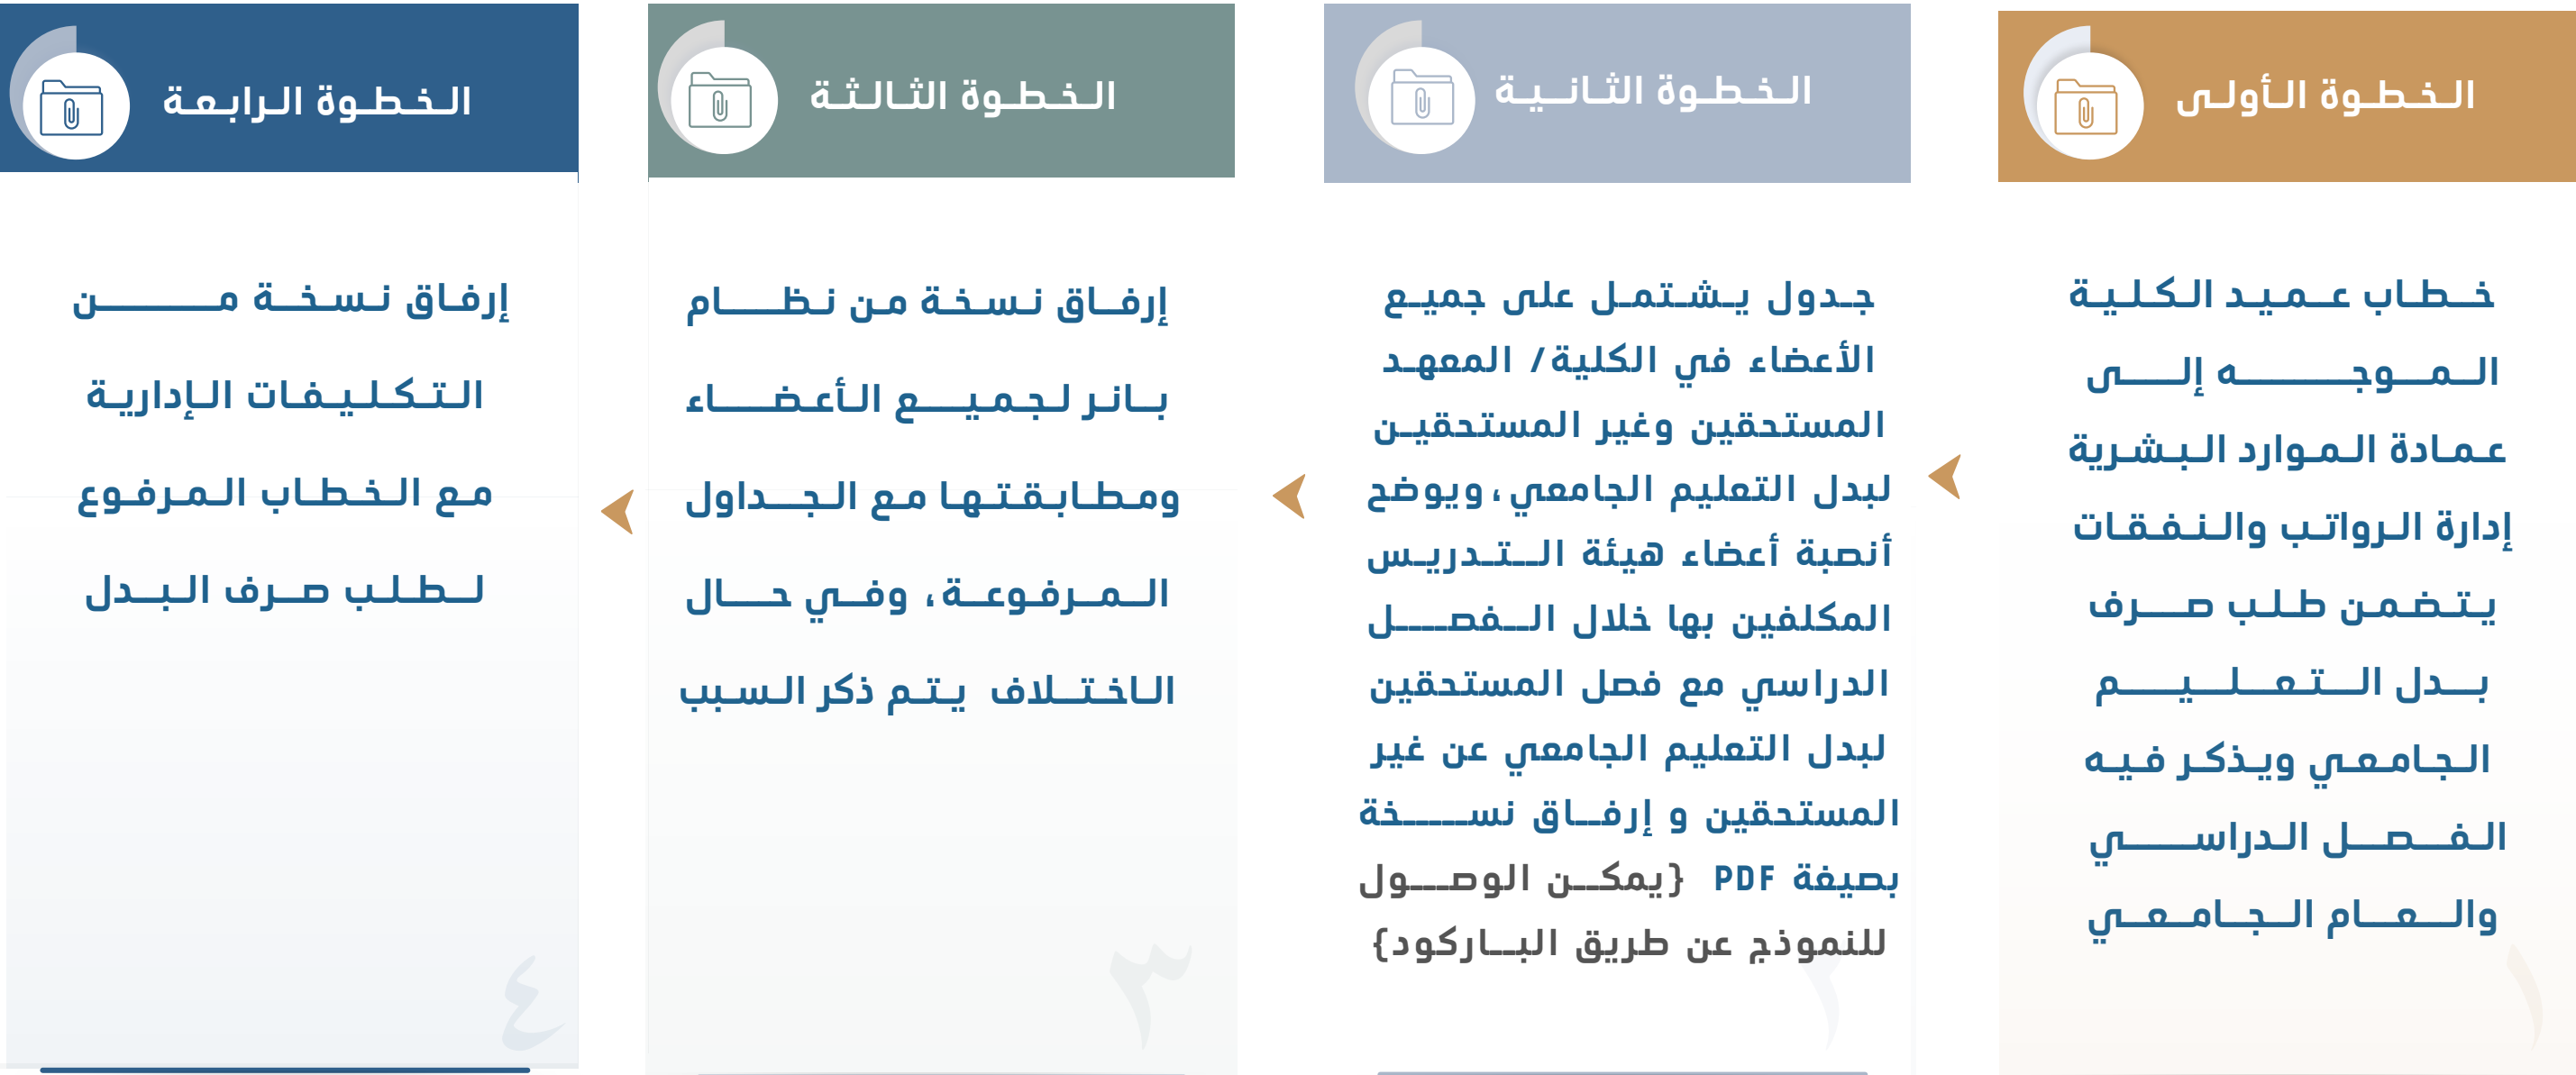 الخطوة الأولى
خطاب عميد الكلية
الموجه إلى
عمادة الموارد البشرية
إدارة الرواتب والنفقات
يتضمن طلب صرف
بدل التعليم
الجامعي ويذكر فيه
الفصل الدراسي
والعام الجامعي
١
الخطوة الثانية
جدول يشتمل على جميع
الأعضاء في الكلية/ المعهد
المستحقين وغير المستحقين
لبدل التعليم الجامعي، ويوضح
أنصبة أعضاء هيئة التدريس
المكلفين بها خلال الفصل
الدراسي مع فصل المستحقين
لبدل التعليم الجامعي عن غير
المستحقين و إرفاق نسخة
بصيغة PDF {يمكن الوصول
للنموذج عن طريق الباركود}
٢
الخطوة الثالثة
إرفاق نسخة من نظام
بانر لجميع الأعضاء
ومطابقتها مع الجداول
المرفوعة، وفي حال
الاختلاف يتم ذكر السبب
٣
الخطوة الرابعة
إرفاق نسخة من
التكليفات الإدارية
مع الخطاب المرفوع
لطلب صرف البدل
٤